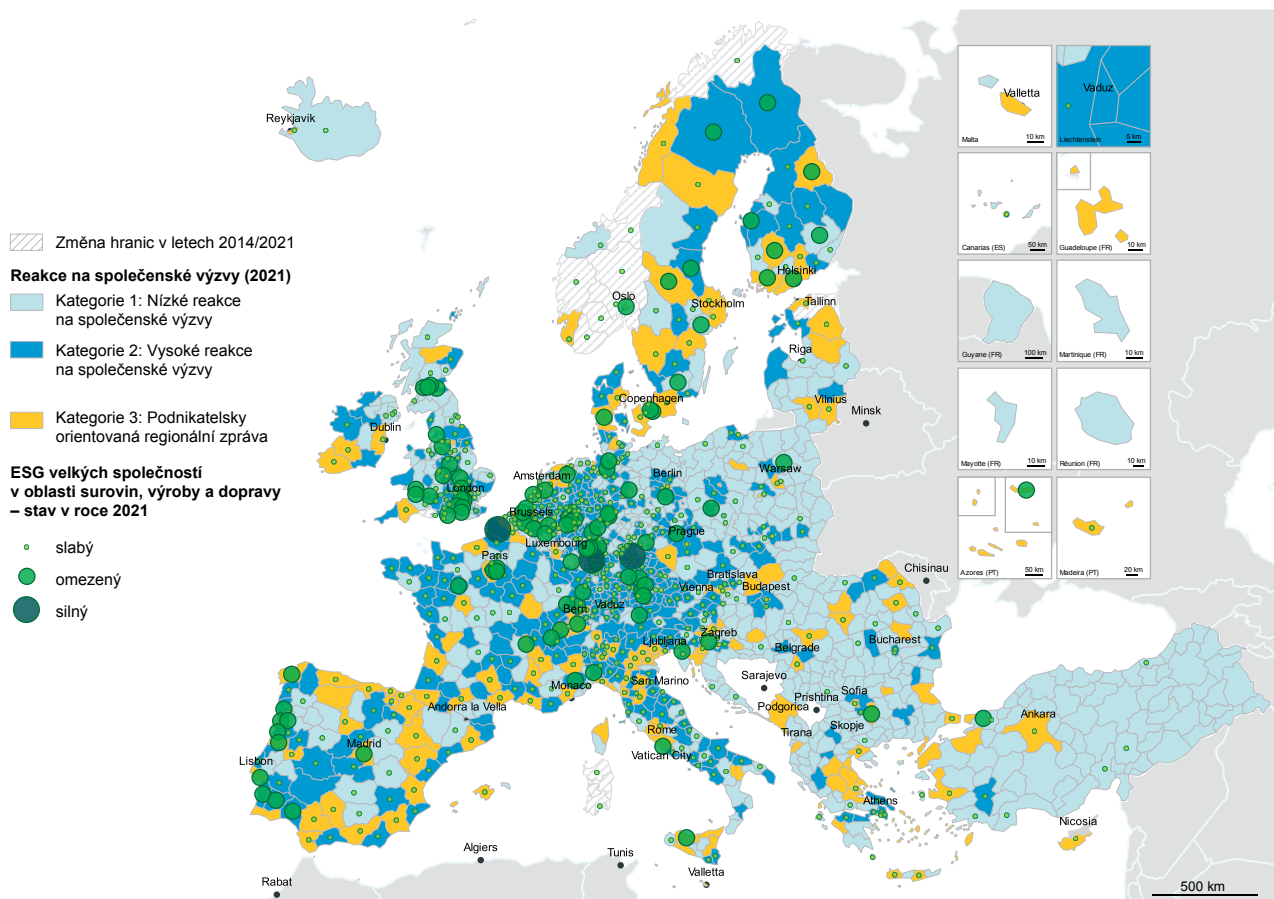 Změna hranic v letech 2014/2021
Reakce na společenské výzvy (2021)
Kategorie 1: Nízké reakce
na společenské výzvy
Kategorie 2: Vysoké reakce
na společenské výzvy
Kategorie 3: Podnikatelsky
orientovaná regionální zpráva
ESG velkých společností
v oblasti surovin, výroby a dopravy
– stav v roce 2021
slabý
omezený
silný
Reykjavik
Oslo
Helsinki
Stockholm
Tallinn
Riga
Copenhagen
Vilnius
Minsk
Dublin
Amsterdam
Berlin
Warsaw
London
Brussels
Prague
Luxembourg
Paris
Chisinau
Bratislava
Vienna
Budapest
Bern
Vaduz
Ljubljana
Zagreb
Belgrade
Bucharest
Monaco
San Marino
Sarajevo
Prishtina
Sofia
Andorra la Vella
Podgorica
Ankara
Rome
Skopje
Tirana
Madrid
Vatican City
Lisbon
Athens
Nicosia
Algiers
Tunis
Valletta
Rabat
500 km
Valletta
Malta
10 km
Vaduz
Liechtenstein
5 km
Canarias (ES)
50 km
Guadeloupe (FR)
10 km
Guyane (FR)
100 km
Martinique (FR)
10 km
Mayotte (FR)
10 km
Réunion (FR)
10 km
Azores (PT)
50 km
Madeira (PT)
20 km